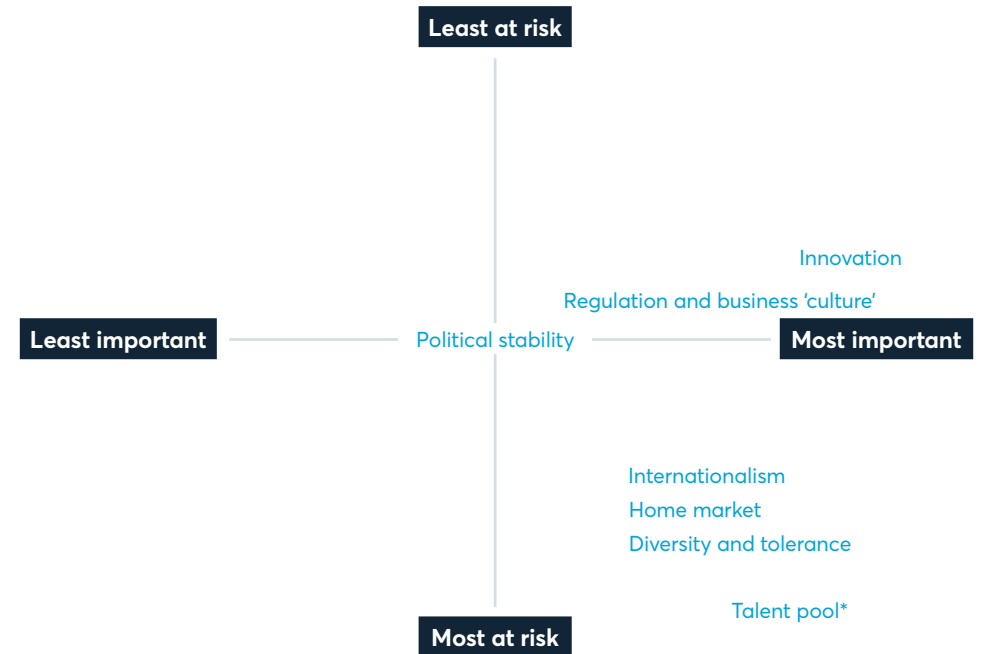 Least at risk
Innovation
Regulation and business ‘culture’
Least important
Political stability
Most important
Internationalism
Home market
Diversity and tolerance
Talent pool*
Most at risk